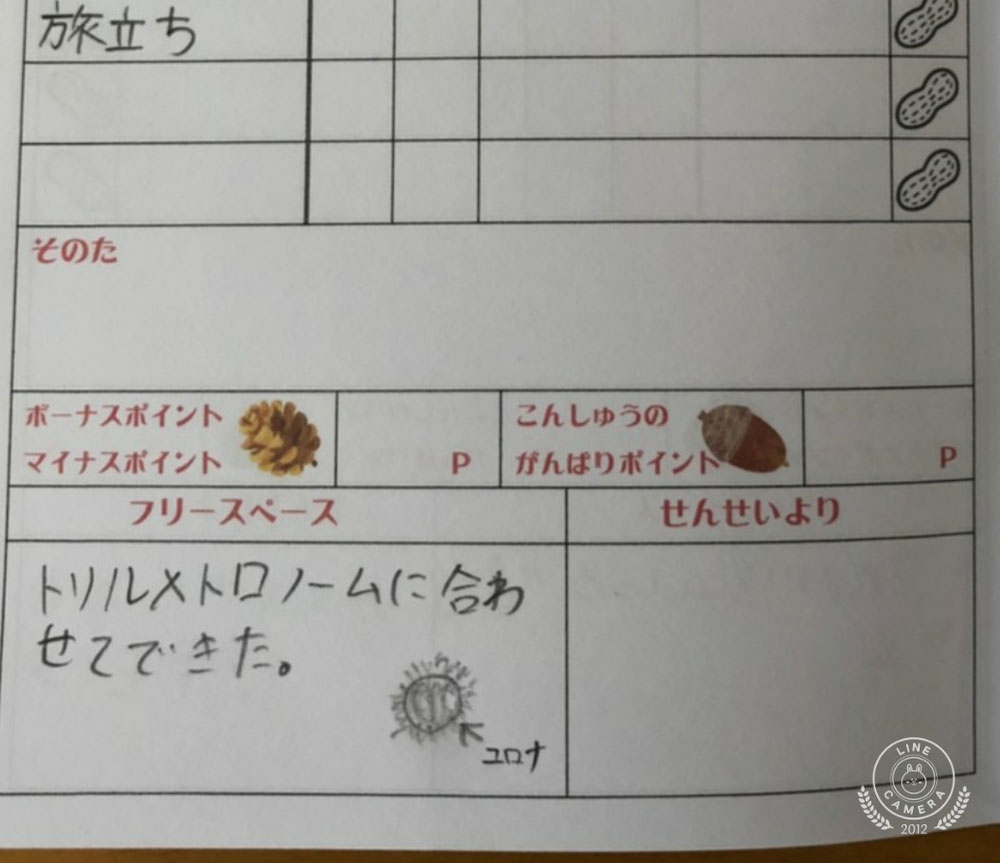 旅立ち
そのた
ボーナスポイント
マイナスポイント
P
こんしゅうの
がんばりポイント
P
フリースペース
せんせいより
トリルメトロノームに合わ
せてできた。
コロナ
LINE
CAMERA
2012